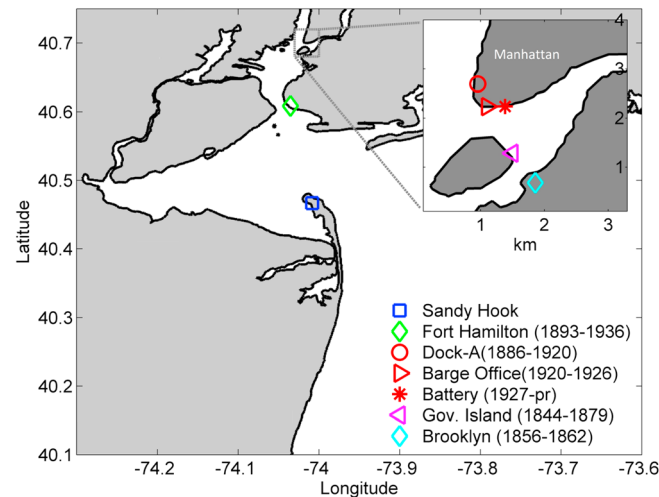 40.7
40.6
40.5
40.4
40.3
40.2
40.1
Latitude
-74.2
-74.1
-74
-73.9
-73.8
-73.7
-73.6
Longitude
Manhattan
4
3
2
1
1
2
3
km
Sandy Hook
Fort Hamilton (1893-1936)
Dock-A(1886-1920)
Barge Office(1920-1926)
Battery (1927-pr)
Gov. Island (1844-1879)
Brooklyn (1856-1862)